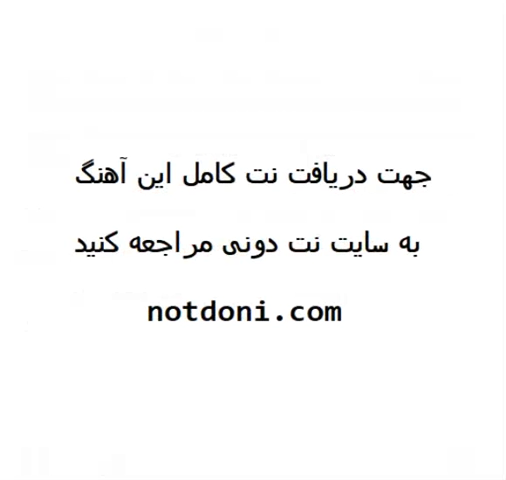 جهت دریافت نت کامل این آهنگ
به سایت نت دونی مراجعه کنید
notdoni.com